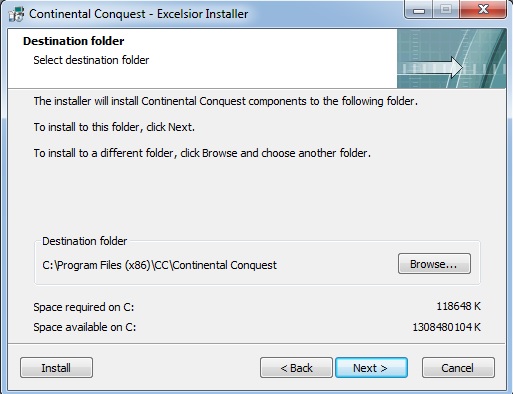 Continental Conquest - Excelsior Installer
Destination folder
Select destination folder
The installer will install Continental Conquest components to the following folder.
To install to this folder, click Next.
To install to a different folder, click Browse and choose another folder.
Destination folder
C:\Program Files (x86)\CC\Continental Conquest
Browse...
Space required on C: 118648 K
Space available on C: 1308480104 K
Install < Back Next > Cancel